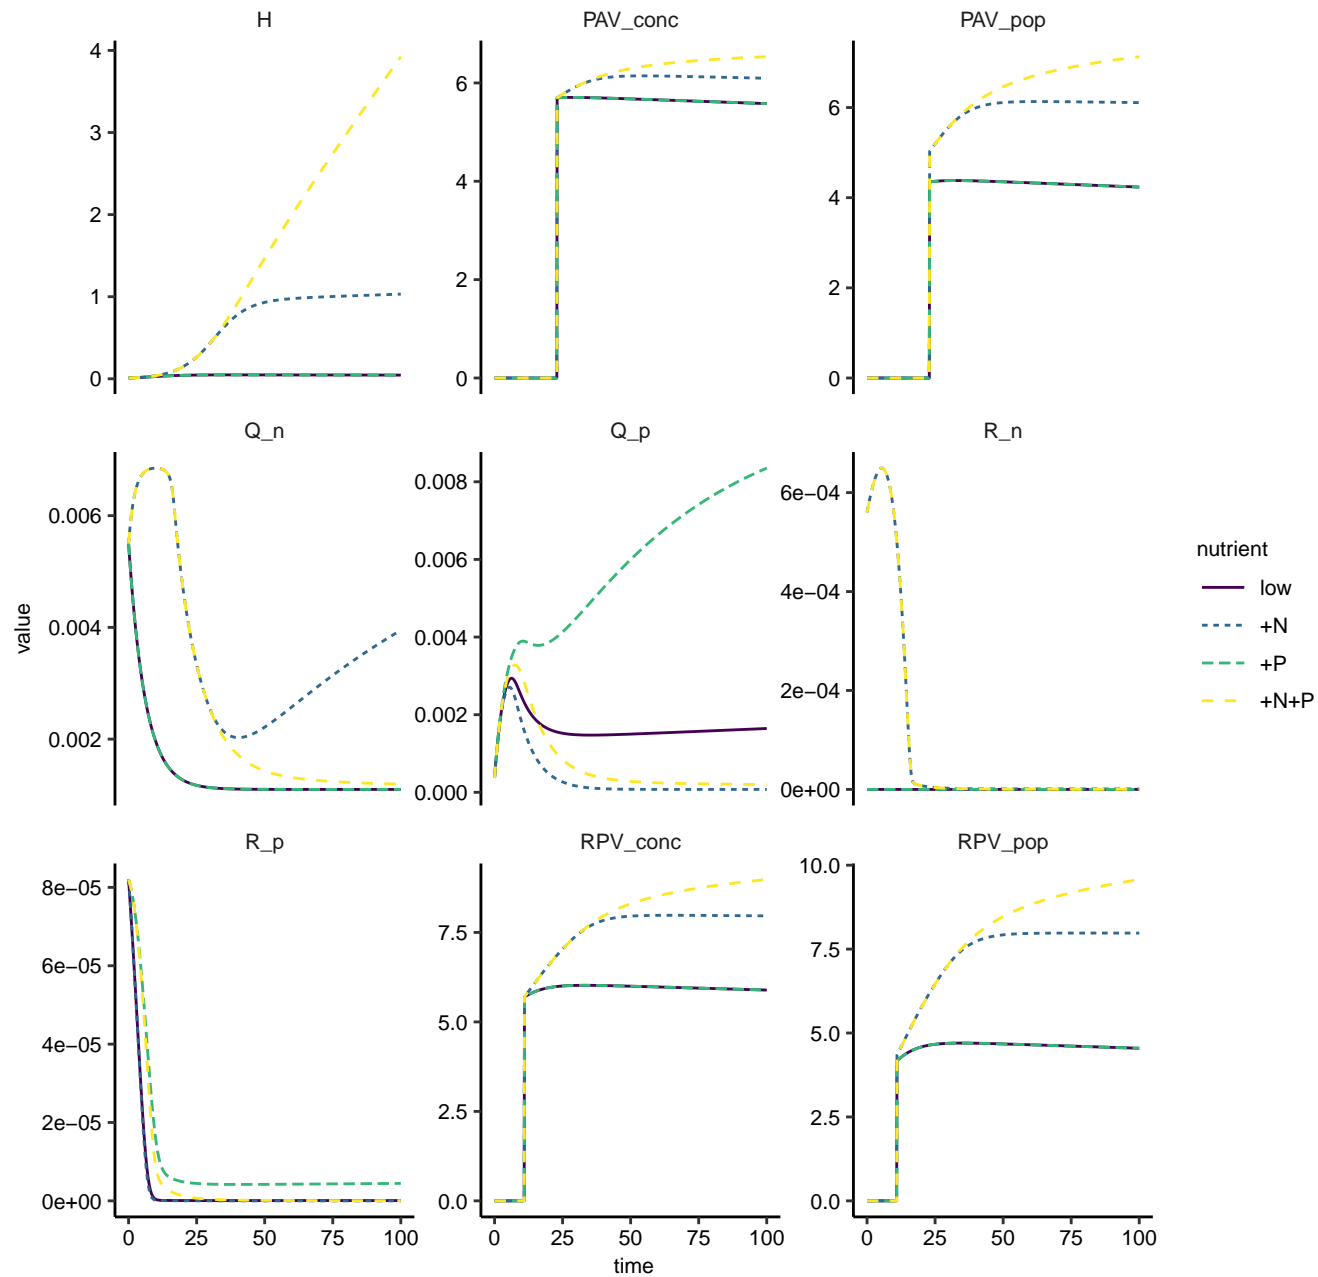 H
PAV_conc
PAV_pop
4
3
2
1
0
6
4
2
0
6
4
2
0
Q_n
Q_p
R_n
0.006
0.004
0.002
0.008
0.006
0.004
0.002
0.000
6e−04
4e−04
2e−04
0e+00
value
nutrient
low
+N
+P
+N+P
R_p
RPV_conc
RPV_pop
8e−05
6e−05
4e−05
2e−05
0e+00
7.5
5.0
2.5
0.0
10.0
7.5
5.0
2.5
0.0
0 25 50 75 100
0 25 50 75 100
0 25 50 75 100
time